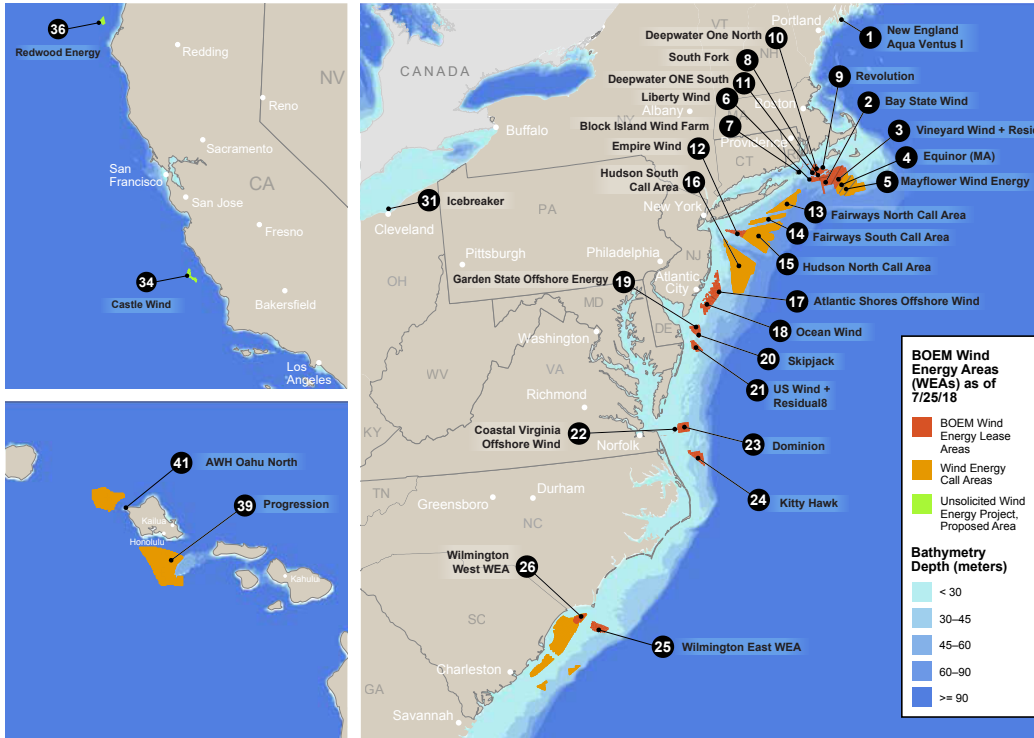 36
Redwood Energy
Redding
NV
Reno
Sacramento
CA
San
Francisco
San Jose
Fresno
34
Castle Wind
Bakersfield
Los
Angeles
41
AWH Oahu North
39
Progression
Kailua
Honolulu
Kahului
Portland
VT
NH
CANADA
1
New England
Aqua Ventus I
10
Deepwater One North
8
South Fork
11
Deepwater ONE South
6
Liberty Wind
7
Block Island Wind Farm
12
Empire Wind
16
Hudson South
Call Area
9
Revolution
2
Bay State Wind
3
Vineyard Wind + Resi
4
Equinor (MA)
5
Mayflower Wind Energy
13
Fairways North Call Area
14
Fairways South Call Area
15
Hudson North Call Area
Buffalo
Albany
Boston
Providence
NY
CT
New York
31
Icebreaker
Cleveland
PA
Pittsburgh
Philadelphia
NJ
Atlantic
City
OH
Garden State Offshore Energy
19
MD
DE
17
Atlantic Shores Offshore Wind
18
Ocean Wind
20
Skipjack
21
US Wind +
Residual8
Washington
WV
VA
Richmond
KY
Coastal Virginia
Offshore Wind
22
Norfolk
23
Dominion
24
Kitty Hawk
TN
Greensboro
Durham
NC
Wilmington
West WEA
26
SC
25
Wilmington East WEA
Charleston
GA
Savannah
BOEM Wind
Energy Areas
(WEAs) as of
7/25/18
BOEM Wind
Energy Lease
Areas
Wind Energy
Call Areas
Unsolicited Wind
Energy Project,
Proposed Area
Bathymetry
Depth (meters)
< 30
30–45
45–60
60–90
>= 90